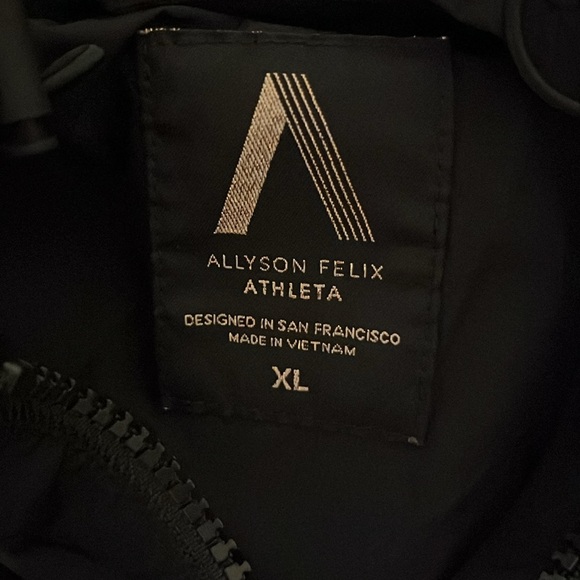 ALLYSON FELIX
ATHLETA
DESIGNED IN SAN FRANCISCO
MADE IN VIETNAM
XL